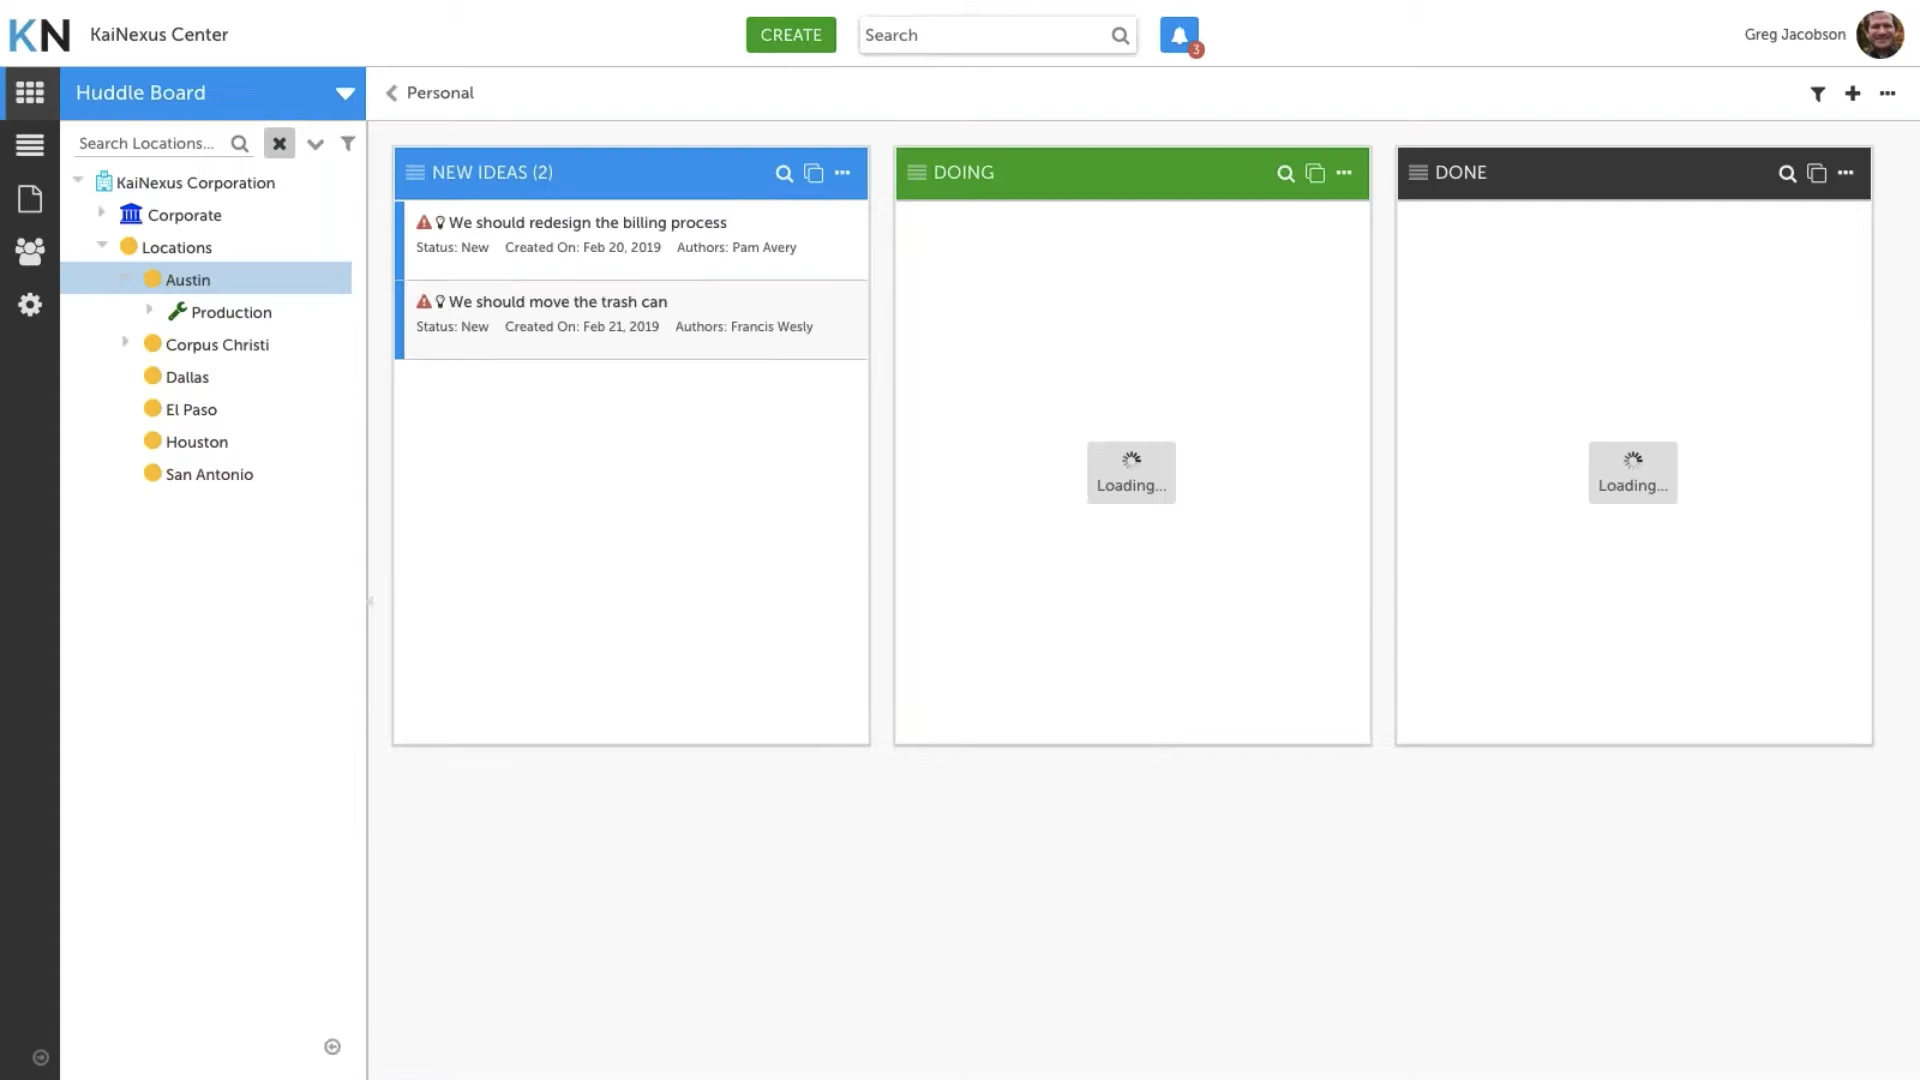 KN KaiNexus Center
CREATE
Search
3
Greg Jacobson
Huddle Board
Personal
Search Locations...
KaiNexus Corporation
Corporate
Locations
Austin
Production
Corpus Christi
Dallas
El Paso
Houston
San Antonio
NEW IDEAS (2)
We should redesign the billing process
Status: New Created On: Feb 20, 2019 Authors: Pam Avery
We should move the trash can
Status: New Created On: Feb 21, 2019 Authors: Francis Wesly
DOING
Loading...
DONE
Loading...